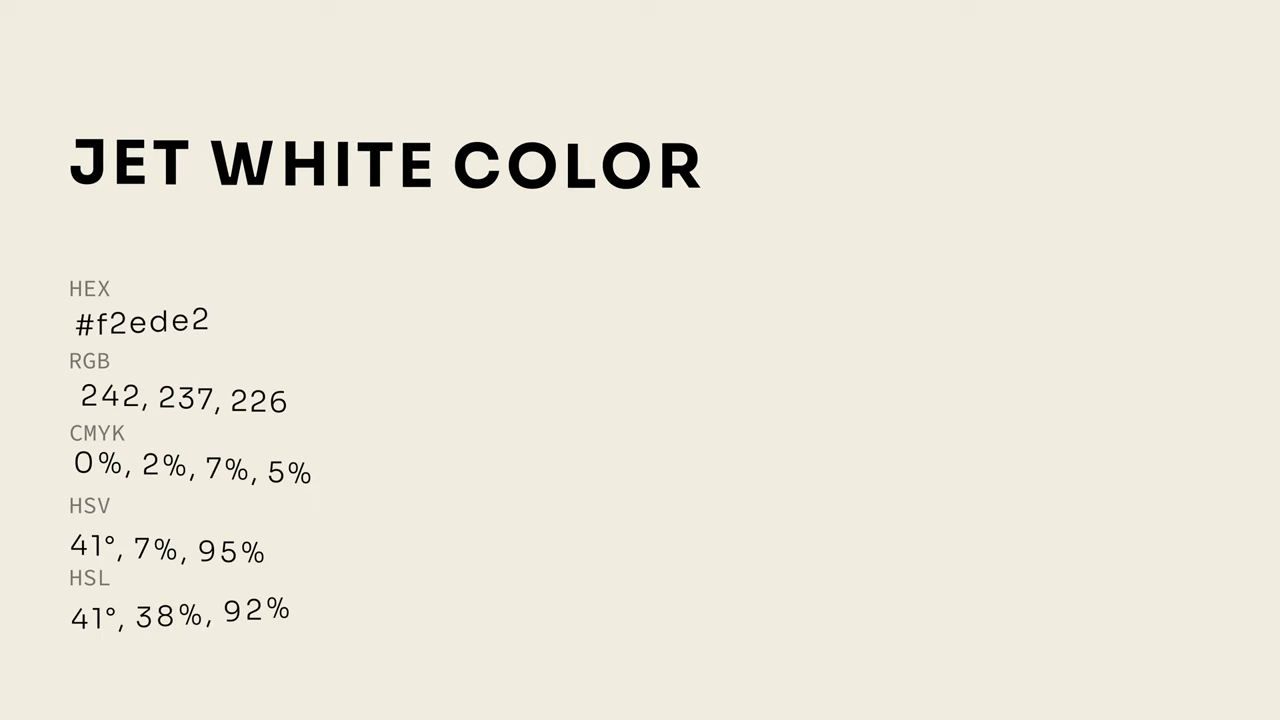 JET WHITE COLOR
HEX
#f2ede2
RGB
242, 237, 226
CMYK
0%, 2%, 7%, 5%
HSV
41°, 7%, 95%
HSL
41°, 38%, 92%